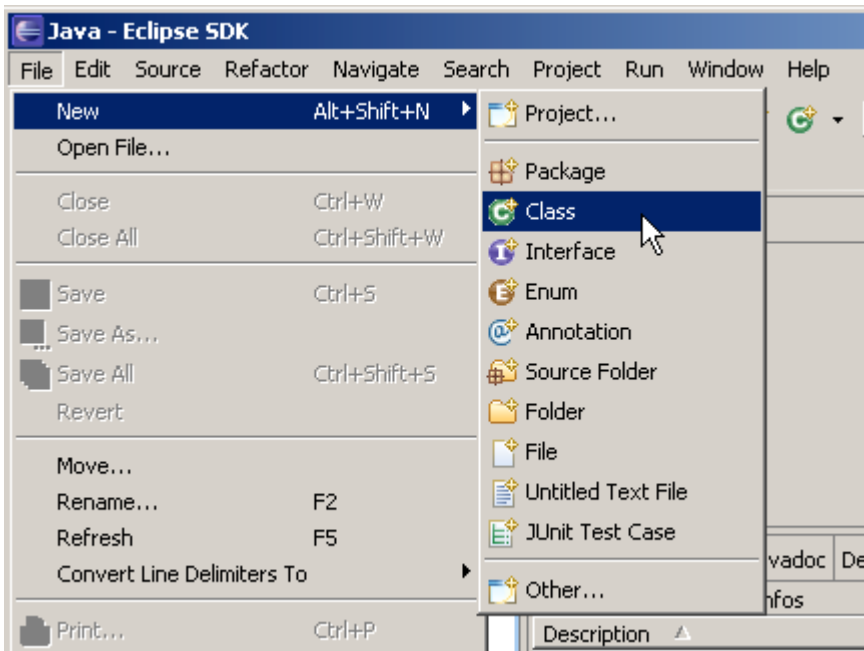 Java - Eclipse SDK
File Edit Source Refactor Navigate Search Project Run Window Help
New Alt+Shift+N
Open File...
Close Ctrl+W
Close All Ctrl+Shift+W
Save Ctrl+S
Save As...
Save All Ctrl+Shift+S
Revert
Move...
Rename... F2
Refresh F5
Convert Line Delimiters To
Print... Ctrl+P
Project...
Package
Class
Interface
Enum
Annotation
Source Folder
Folder
File
Untitled Text File
JUnit Test Case
Other...
vadoc De
nfos
Description